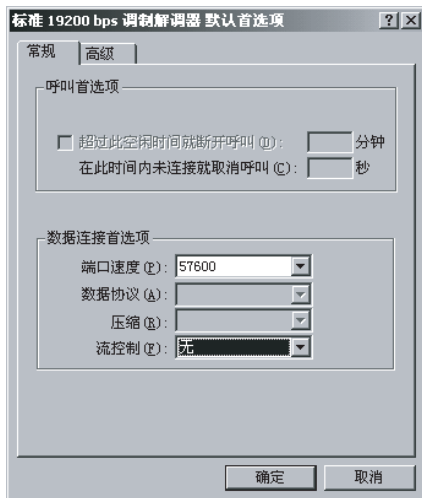 标准 19200 bps 调制解调器 默认首选项
常规 高级
呼叫首选项
超过此空闲时间就断开呼叫(D): 分钟
在此时间内未连接就取消呼叫(C): 秒
数据连接首选项
端口速度(P): 57600
数据协议(A):
压缩(R):
流控制(F): 无
确定 取消